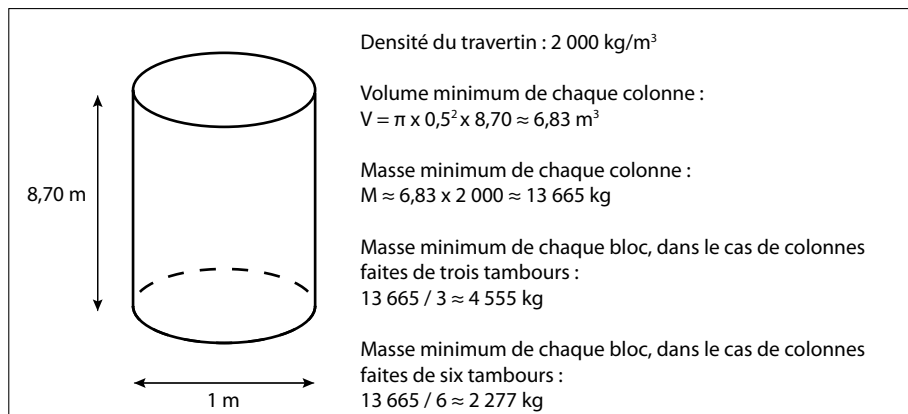 Densité du travertin : 2 000 kg/m³
Volume minimum de chaque colonne :
V = π x 0,5² x 8,70 ≈ 6,83 m³
Masse minimum de chaque colonne :
M ≈ 6,83 x 2 000 ≈ 13 665 kg
8,70 m
Masse minimum de chaque bloc, dans le cas de colonnes
faites de trois tambours :
13 665 / 3 ≈ 4 555 kg
Masse minimum de chaque bloc, dans le cas de colonnes
faites de six tambours :
13 665 / 6 ≈ 2 277 kg
1 m